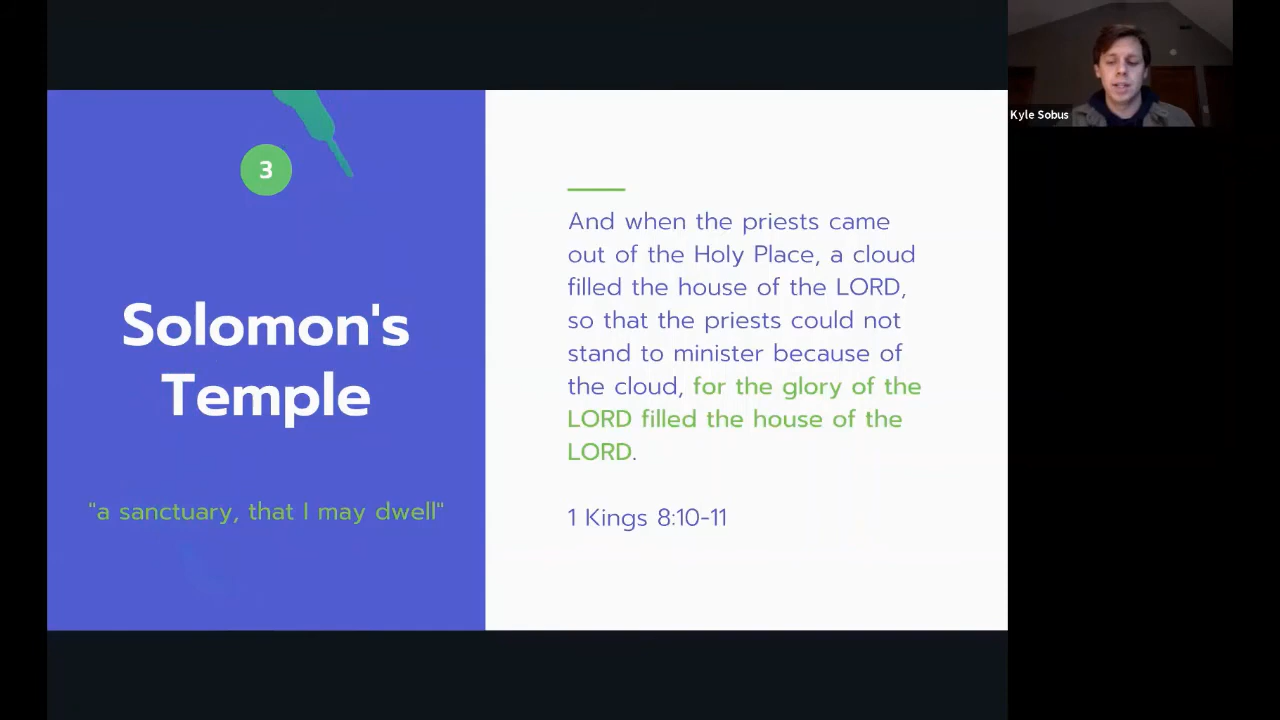 3
Solomon's
Temple
"a sanctuary, that I may dwell"
And when the priests came
out of the Holy Place, a cloud
filled the house of the LORD,
so that the priests could not
stand to minister because of
the cloud, for the glory of the
LORD filled the house of the
LORD.
1 Kings 8:10-11
Kyle Sobus